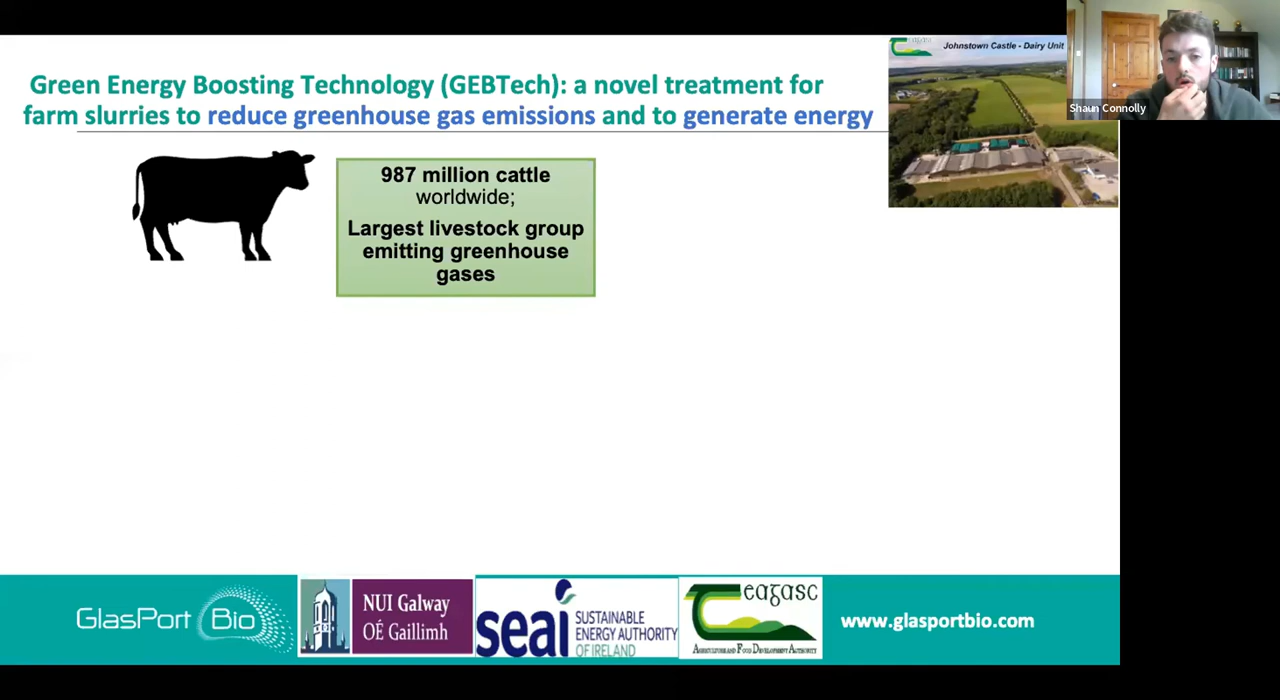 Green Energy Boosting Technology (GEBTech): a novel treatment for
farm slurries to reduce greenhouse gas emissions and to generate energy
Johnstown Castle - Dairy Unit
Shaun Connolly
987 million cattle
worldwide;
Largest livestock group
emitting greenhouse
gases
GlasPort Bio
NUI Galway
OÉ Gaillimh
seai
SUSTAINABLE
ENERGY AUTHORITY
OF IRELAND
Teagasc
AGRICULTURE AND FOOD DEVELOPMENT AUTHORITY
www.glasportbio.com